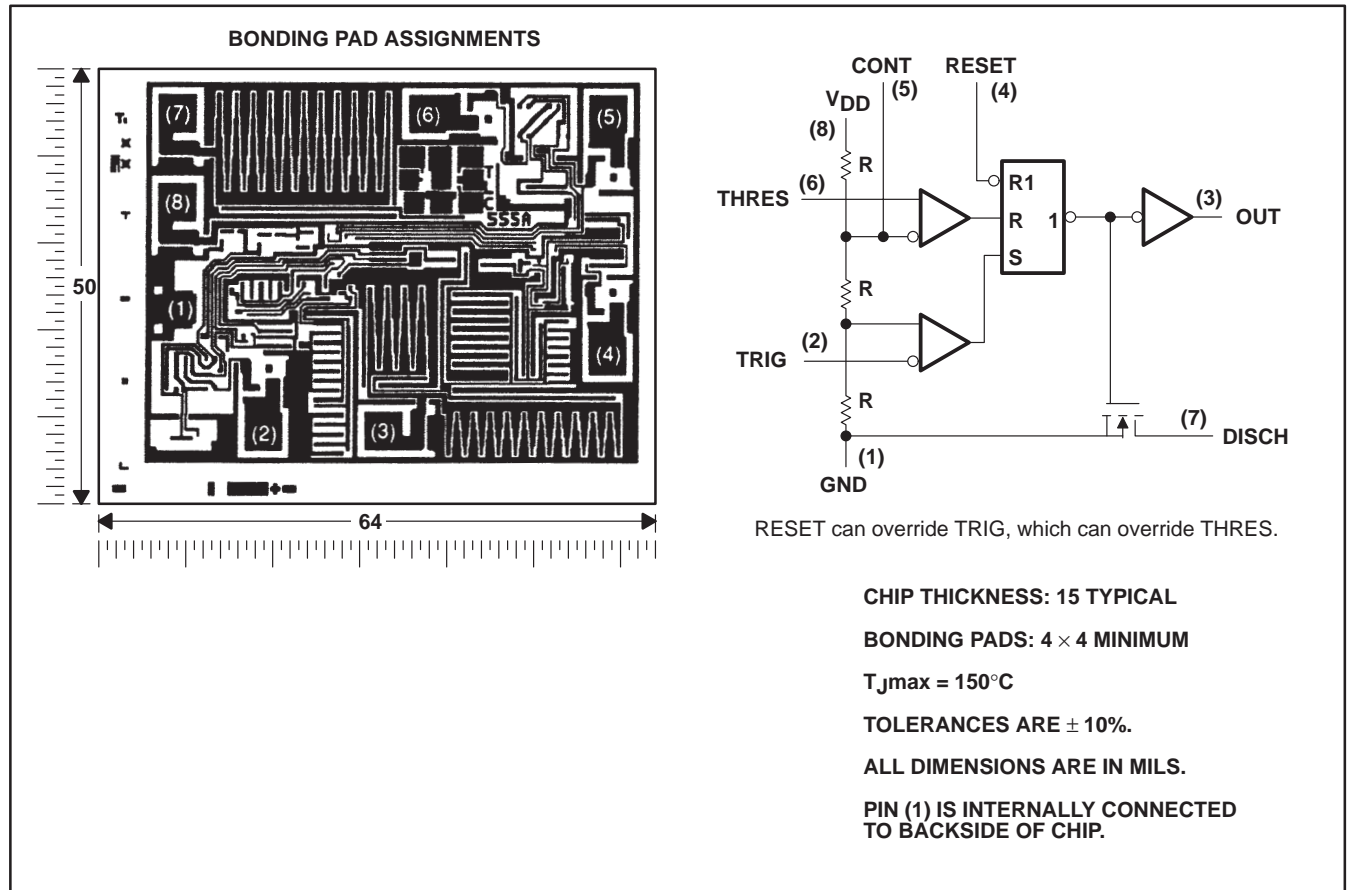 BONDING PAD ASSIGNMENTS
(7)
(6)
(5)
(8)
555A
50
(1)
(4)
(2)
(3)
64
CONT
(5)
RESET
(4)
VDD
(8)
R
(6)
THRES
R1
R
1
S
(3)
OUT
R
(2)
TRIG
R
(7)
DISCH
(1)
GND
RESET can override TRIG, which can override THRES.
CHIP THICKNESS: 15 TYPICAL
BONDING PADS: 4 × 4 MINIMUM
TJmax = 150°C
TOLERANCES ARE ± 10%.
ALL DIMENSIONS ARE IN MILS.
PIN (1) IS INTERNALLY CONNECTED
TO BACKSIDE OF CHIP.